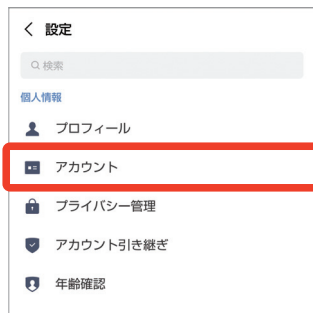 設定
検索
個人情報
プロフィール
アカウント
プライバシー管理
アカウント引き継ぎ
年齢確認